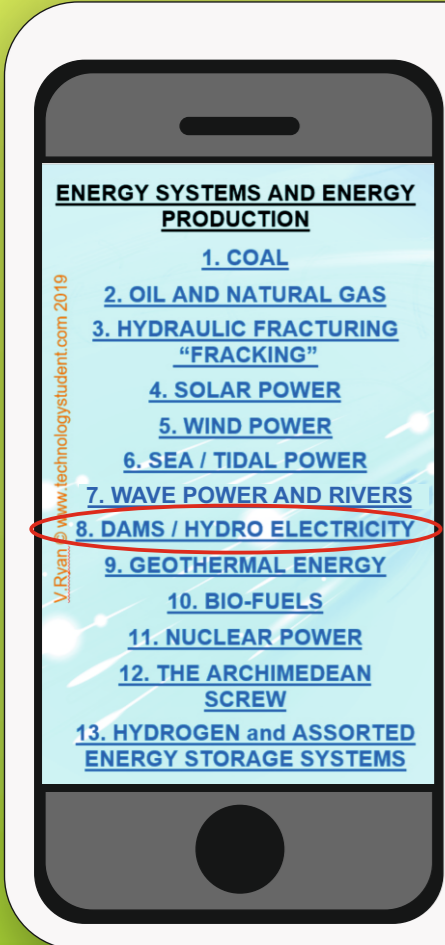 ENERGY SYSTEMS AND ENERGY
PRODUCTION
1. COAL
2. OIL AND NATURAL GAS
3. HYDRAULIC FRACTURING
“FRACKING”
4. SOLAR POWER
5. WIND POWER
6. SEA / TIDAL POWER
7. WAVE POWER AND RIVERS
8. DAMS / HYDRO ELECTRICITY
9. GEOTHERMAL ENERGY
10. BIO-FUELS
11. NUCLEAR POWER
12. THE ARCHIMEDEAN
SCREW
13. HYDROGEN and ASSORTED
ENERGY STORAGE SYSTEMS
V.Ryan © www.technologystudent.com 2019